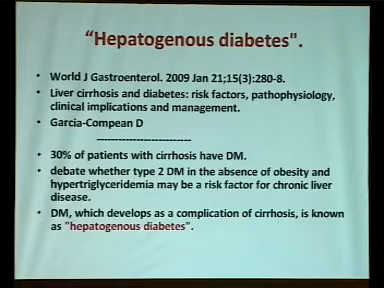 “Hepatogenous diabetes".
• World J Gastroenterol. 2009 Jan 21;15(3):280-8.
• Liver cirrhosis and diabetes: risk factors, pathophysiology,
clinical implications and management.
• Garcia-Compean D
--------------------------
• 30% of patients with cirrhosis have DM.
• debate whether type 2 DM in the absence of obesity and
hypertriglyceridemia may be a risk factor for chronic liver
disease.
• DM, which develops as a complication of cirrhosis, is known
as "hepatogenous diabetes".